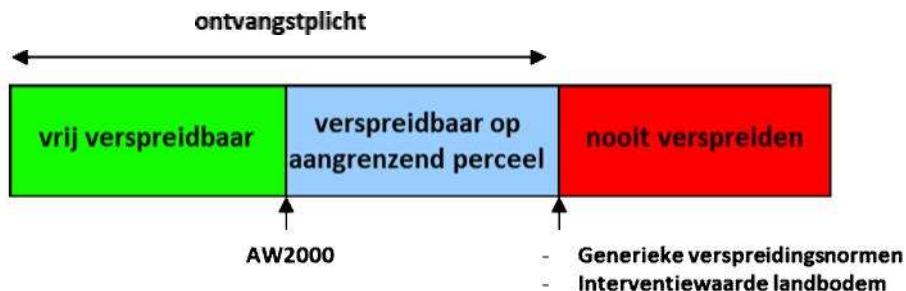 ontvangstplicht
vrij verspreidbaar
verspreidbaar op
aangrenzend perceel
nooit verspreiden
AW2000
- Generieke verspreidingsnormen
- Interventiewaarde landbodem